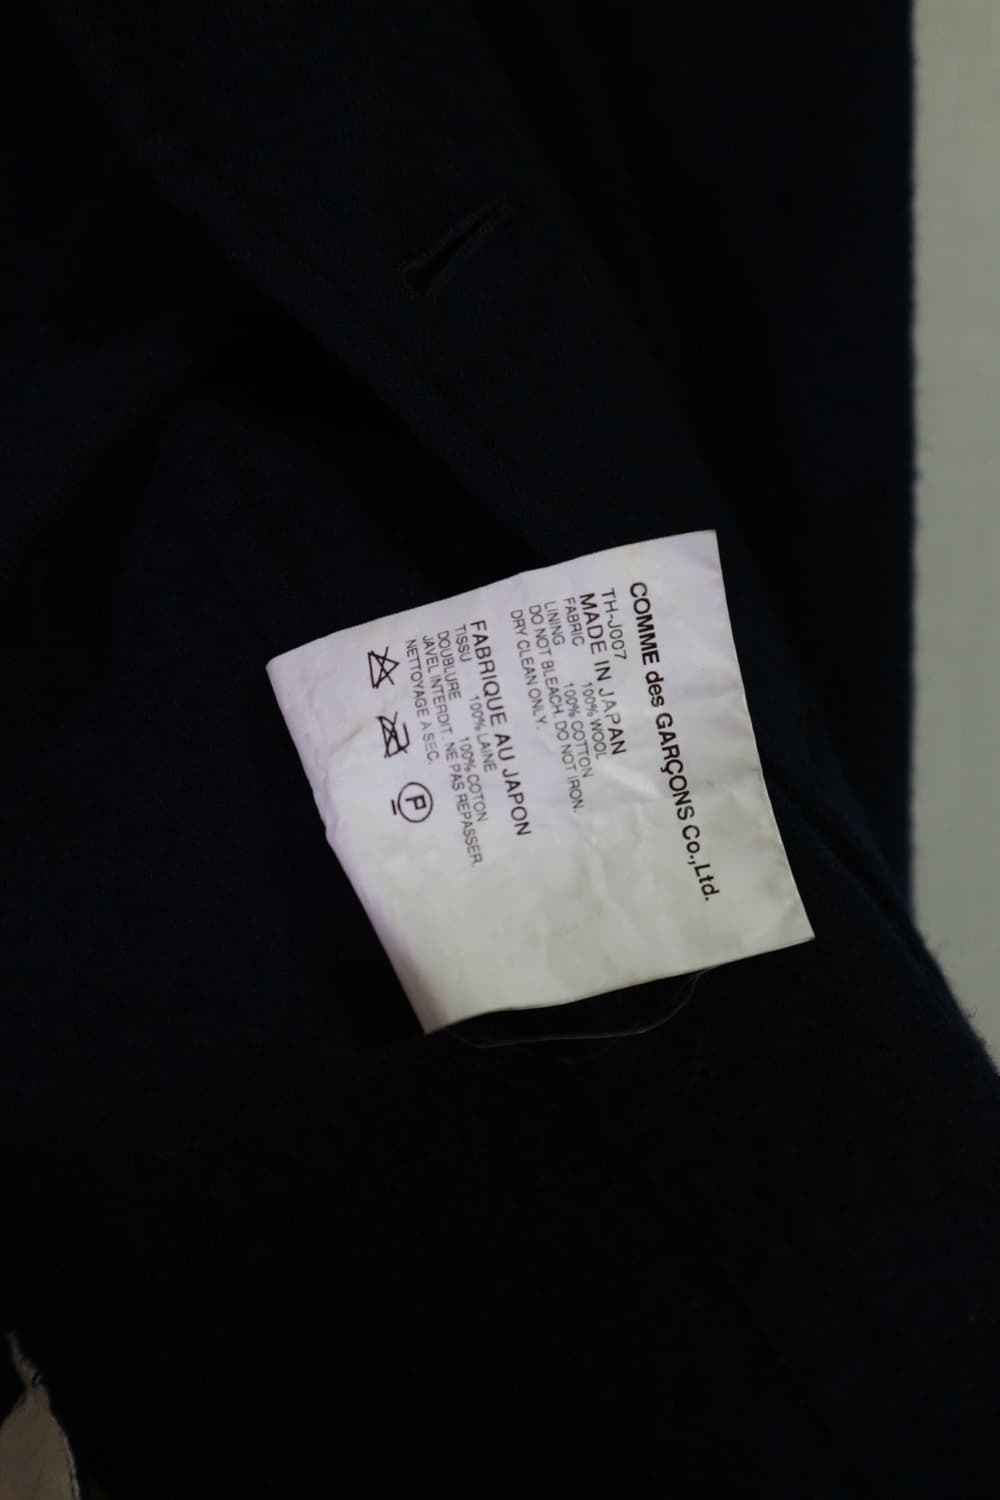 COMME des GARÇONS Co.,Ltd.
TH-J007
MADE IN JAPAN
FABRIC 100% WOOL
LINING 100% COTTON
DO NOT BLEACH, DO NOT IRON.
DRY CLEAN ONLY.
FABRIQUE AU JAPON
TISSU 100% LAINE
DOUBLURE 100% COTON
JAVEL INTERDIT. NE PAS REPASSER.
NETTOYAGE A SEC.
P